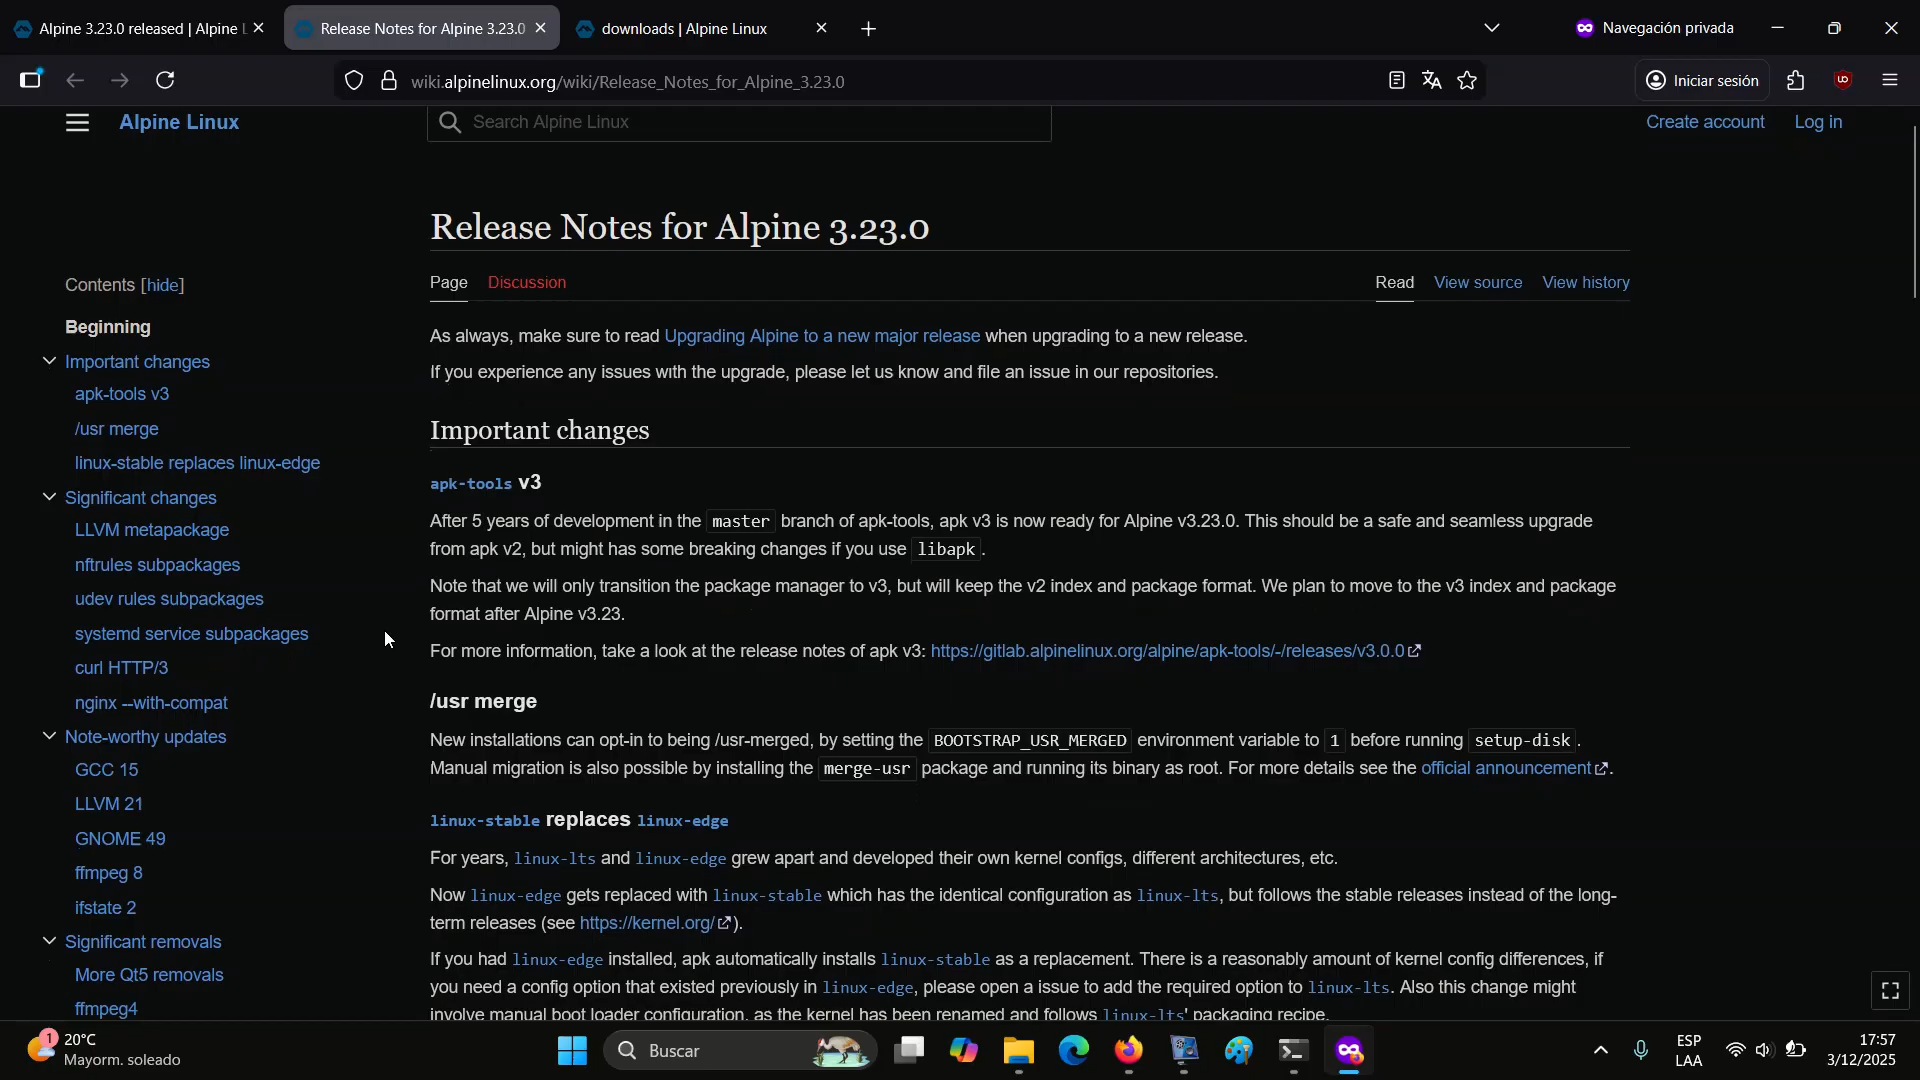 Alpine 3.23.0 released | Alpine L
Release Notes for Alpine 3.23.0
downloads | Alpine Linux
Navegación privada
wiki.alpinelinux.org/wiki/Release_Notes_for_Alpine_3.23.0
Iniciar sesión
Alpine Linux
Search Alpine Linux
Create account
Log in
Contents [hide]
Beginning
Important changes
apk-tools v3
/usr merge
linux-stable replaces linux-edge
Significant changes
LLVM metapackage
nftrules subpackages
udev rules subpackages
systemd service subpackages
curl HTTP/3
nginx --with-compat
Note-worthy updates
GCC 15
LLVM 21
GNOME 49
ffmpeg 8
ifstate 2
Significant removals
More Qt5 removals
ffmpeg4
Release Notes for Alpine 3.23.0
Page Discussion
Read View source View history
As always, make sure to read Upgrading Alpine to a new major release when upgrading to a new release.
If you experience any issues with the upgrade, please let us know and file an issue in our repositories.
Important changes
apk-tools v3
After 5 years of development in the master branch of apk-tools, apk v3 is now ready for Alpine v3.23.0. This should be a safe and seamless upgrade
from apk v2, but might has some breaking changes if you use libapk.
Note that we will only transition the package manager to v3, but will keep the v2 index and package format. We plan to move to the v3 index and package
format after Alpine v3.23.
For more information, take a look at the release notes of apk v3: https://gitlab.alpinelinux.org/alpine/apk-tools/-/releases/v3.0.0
/usr merge
New installations can opt-in to being /usr-merged, by setting the BOOTSTRAP_USR_MERGED environment variable to 1 before running setup-disk.
Manual migration is also possible by installing the merge-usr package and running its binary as root. For more details see the official announcement.
linux-stable replaces linux-edge
For years, linux-lts and linux-edge grew apart and developed their own kernel configs, different architectures, etc.
Now linux-edge gets replaced with linux-stable which has the identical configuration as linux-lts, but follows the stable releases instead of the long-
term releases (see https://kernel.org/).
If you had linux-edge installed, apk automatically installs linux-stable as a replacement. There is a reasonably amount of kernel config differences, if
you need a config option that existed previously in linux-edge, please open a issue to add the required option to linux-lts. Also this change might
involve manual boot loader configuration, as the kernel has been renamed and follows linux-lts' packaging recipe.
1
20°C
Mayorm. soleado
Buscar
ESP
LAA
17:57
3/12/2025